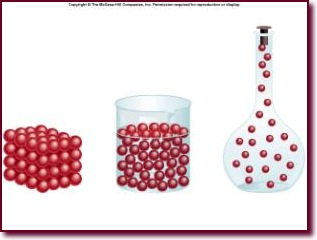 Copyright © The McGraw-Hill Companies, Inc. Permission required for reproduction or display.